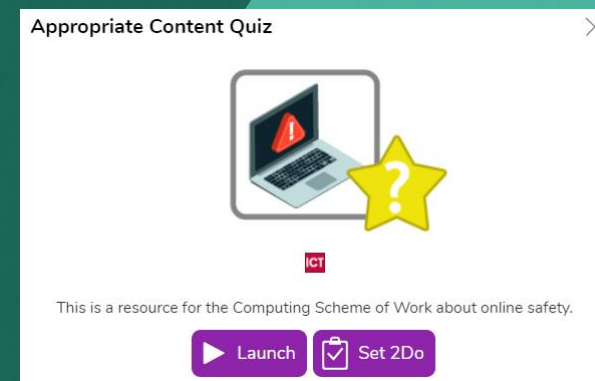 Appropriate Content Quiz
!
?
ICT
This is a resource for the Computing Scheme of Work about online safety.
Launch
Set 2Do